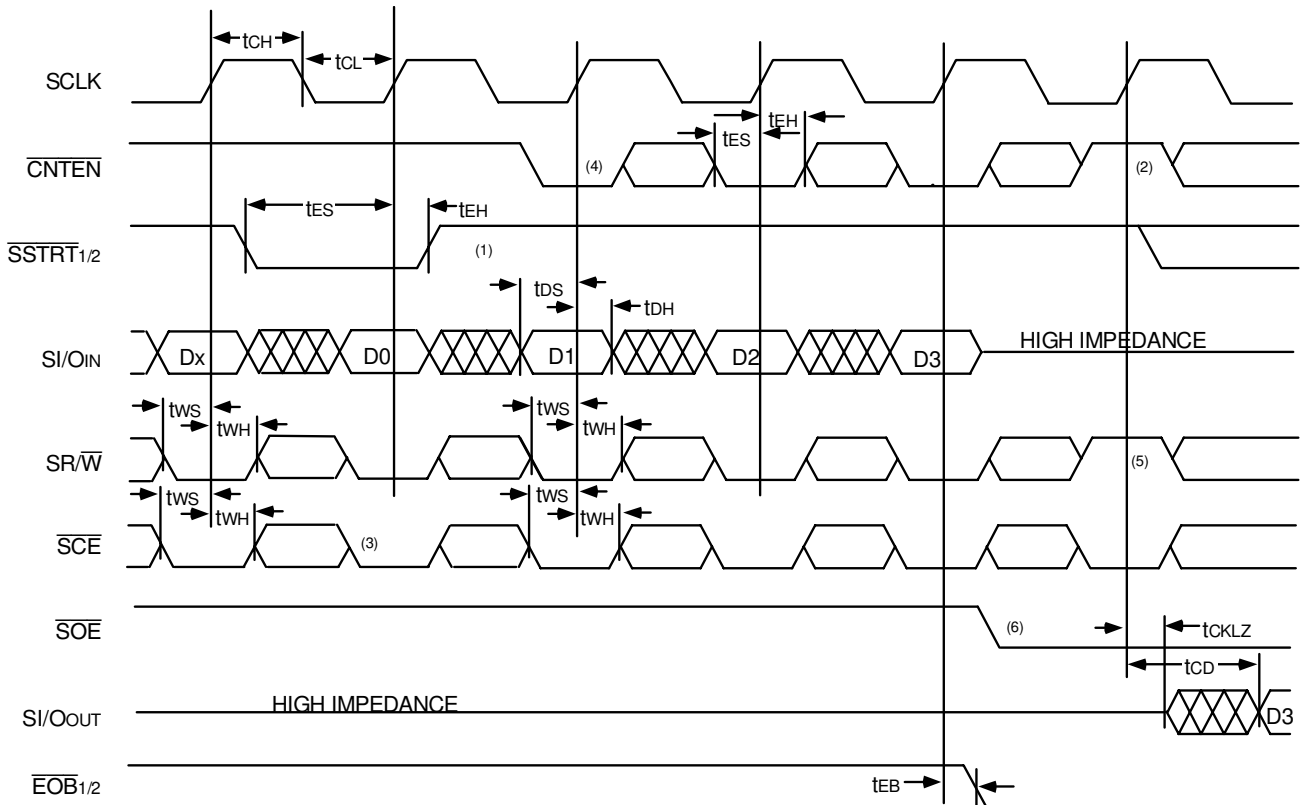 tCH
tCL
SCLK
tES
tEH
CNTEN
(4)
(2)
tES
tEH
SSTRT1/2
(1)
tDS
tDH
SI/OIN
Dx
D0
D1
D2
D3
HIGH IMPEDANCE
tWS
tWH
tWS
tWH
SR/W
(5)
tWS
tWH
tWS
tWH
SCE
(3)
SOE
(6)
tCKLZ
tCD
SI/OOUT
HIGH IMPEDANCE
D3
EOB1/2
tEB